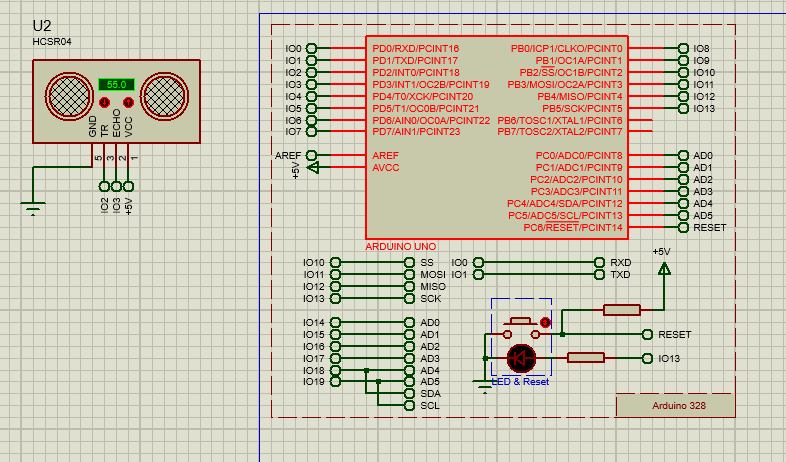 U2
HCSR04
55.0
GND
TR
ECHO
VCC
5
3
2
1
IO2
IO3
+5V
IO0 PD0/RXD/PCINT16 PB0/ICP1/CLKO/PCINT0 IO8
IO1 PD1/TXD/PCINT17 PB1/OC1A/PCINT1 IO9
IO2 PD2/INT0/PCINT18 PB2/SS/OC1B/PCINT2 IO10
IO3 PD3/INT1/OC2B/PCINT19 PB3/MOSI/OC2A/PCINT3 IO11
IO4 PD4/T0/XCK/PCINT20 PB4/MISO/PCINT4 IO12
IO5 PD5/T1/OC0B/PCINT21 PB5/SCK/PCINT5 IO13
IO6 PD6/AIN0/OC0A/PCINT22 PB6/TOSC1/XTAL1/PCINT6
IO7 PD7/AIN1/PCINT23 PB7/TOSC2/XTAL2/PCINT7
AREF AREF PC0/ADC0/PCINT8 AD0
+5V AVCC PC1/ADC1/PCINT9 AD1
PC2/ADC2/PCINT10 AD2
PC3/ADC3/PCINT11 AD3
PC4/ADC4/SDA/PCINT12 AD4
PC5/ADC5/SCL/PCINT13 AD5
PC6/RESET/PCINT14 RESET
ARDUINO UNO
+5V
IO10 SS IO0 RXD
IO11 MOSI IO1 TXD
IO12 MISO
IO13 SCK
IO14 AD0
IO15 AD1 RESET
IO16 AD2
IO17 AD3 IO13
IO18 AD4
IO19 AD5 LED & Reset
SDA
SCL Arduino 328